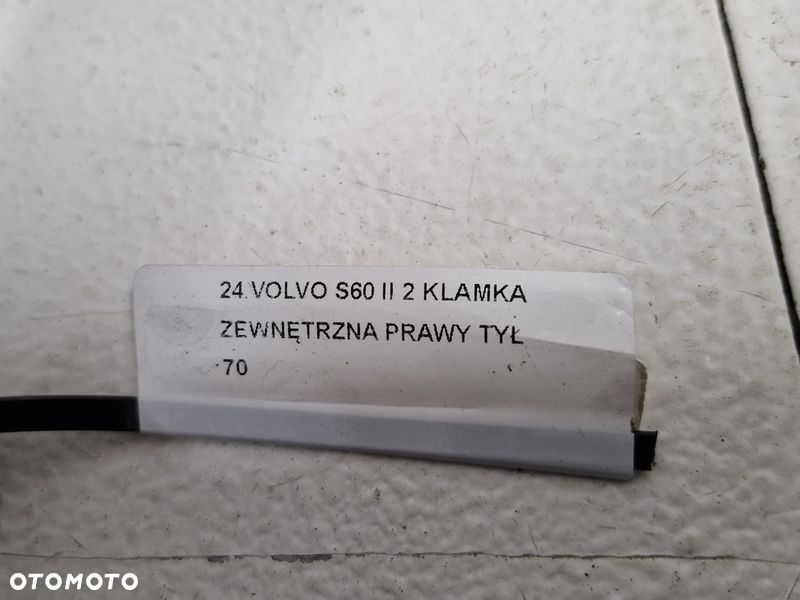 24.VOLVO S60 II 2 KLAMKA
ZEWNĘTRZNA PRAWY TYŁ
70
OTOMOTO